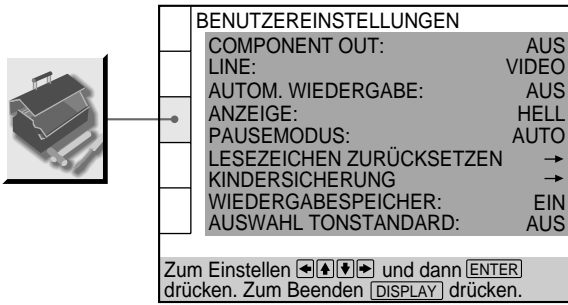 BENUTZEREINSTELLUNGEN
COMPONENT OUT: AUS
LINE: VIDEO
AUTOM. WIEDERGABE: AUS
ANZEIGE: HELL
PAUSEMODUS: AUTO
LESEZEICHEN ZURÜCKSETZEN →
KINDERSICHERUNG →
WIEDERGABESPEICHER: EIN
AUSWAHL TONSTANDARD: AUS
Zum Einstellen ←↑↓→ und dann ENTER
drücken. Zum Beenden DISPLAY drücken.